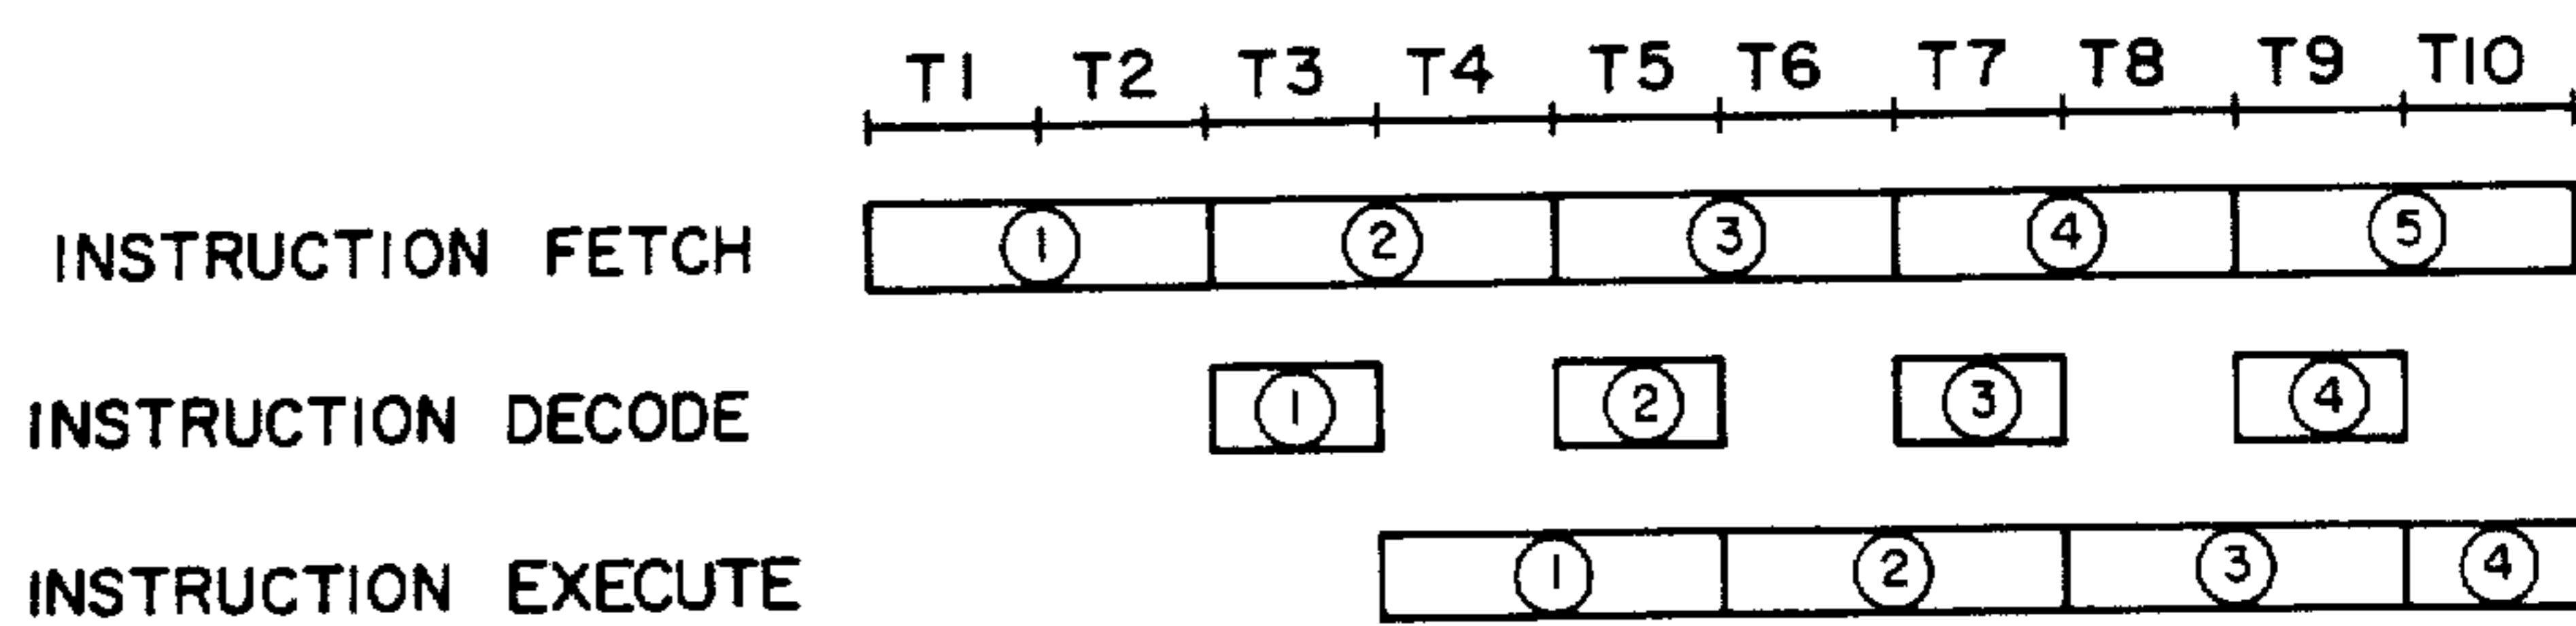 T1 T2 T3 T4 T5 T6 T7 T8 T9 T10
INSTRUCTION FETCH 1 2 3 4 5
INSTRUCTION DECODE 1 2 3 4
INSTRUCTION EXECUTE 1 2 3 4